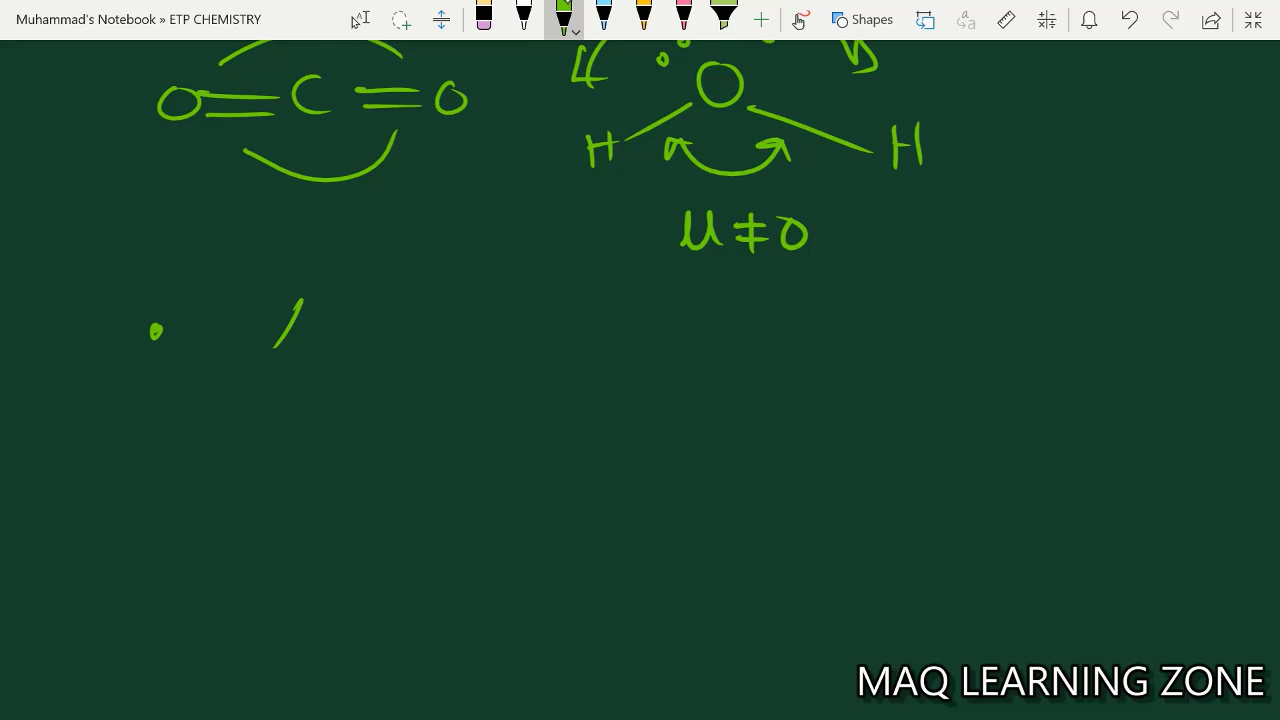 Muhammad's Notebook » ETP CHEMISTRY
Shapes
O=C=O
O
H H
μ≠0
MAQ LEARNING ZONE